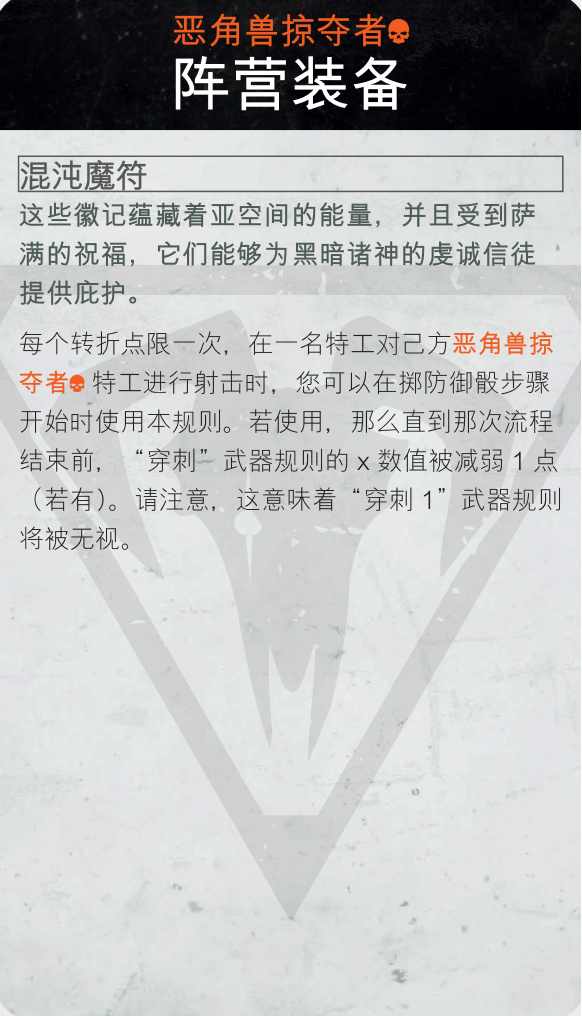 恶角兽掠夺者
阵营装备
混沌魔符
这些徽记蕴藏着亚空间的能量，并且受到萨
满的祝福，它们能够为黑暗诸神的虔诚信徒
提供庇护。
每个转折点限一次，在一名特工对己方恶角兽掠
夺者 特工进行射击时，您可以在掷防御骰步骤
开始时使用本规则。若使用，那么直到那次流程
结束前，“穿刺”武器规则的 x 数值被减弱 1 点
（若有）。请注意，这意味着“穿刺 1”武器规则
将被无视。